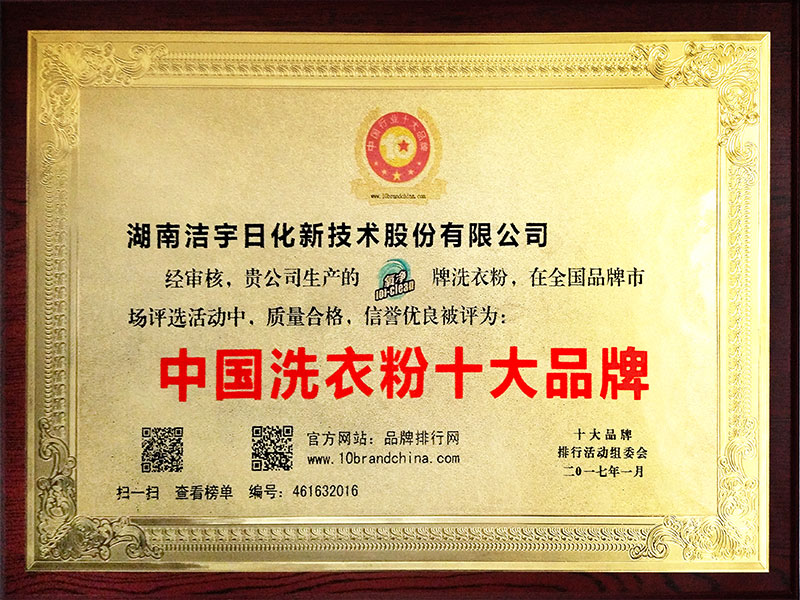 中国行业十大品牌
10
www.10brandchina.com
湖南洁宇日化新技术股份有限公司
经审核，贵公司生产的 氧净 IOI-Clean 牌洗衣粉，在全国品牌市
场评选活动中，质量合格，信誉优良被评为：
中国洗衣粉十大品牌
官方网站：品牌排行网
www.10brandchina.com
扫一扫 查看榜单 编号：461632016
十大品牌
排行活动组委会
二〇一七年一月